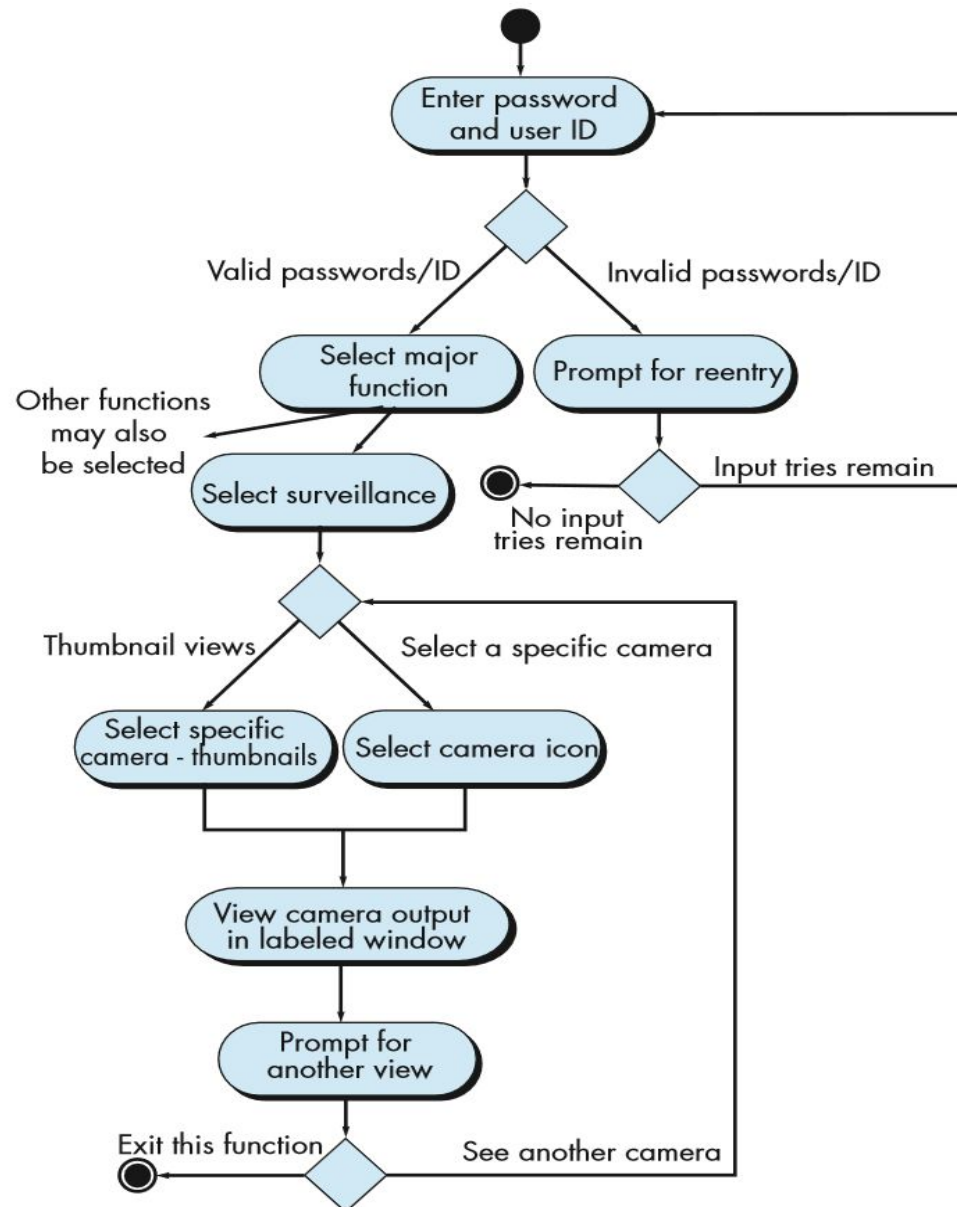 Enter password
and user ID
Valid passwords/ID
Invalid passwords/ID
Select major
function
Prompt for reentry
Other functions
may also
be selected
Input tries remain
Select surveillance
No input
tries remain
Thumbnail views
Select a specific camera
Select specific
camera - thumbnails
Select camera icon
View camera output
in labeled window
Prompt for
another view
Exit this function
See another camera